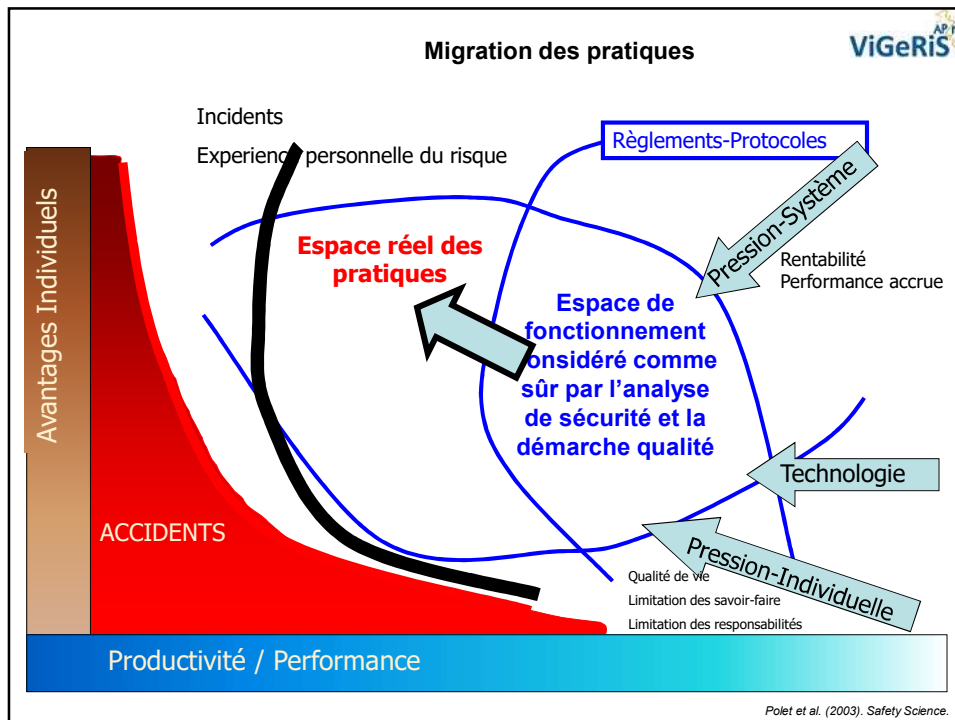 Migration des pratiques
AP
ViGeRiS
Incidents
Experience personnelle du risque
Règlements-Protocoles
Pression-Système
Rentabilité
Performance accrue
Avantages Individuels
Espace réel des
pratiques
Espace de
fonctionnement
considéré comme
sûr par l'analyse
de sécurité et la
démarche qualité
Technologie
ACCIDENTS
Pression-Individuelle
Qualité de vie
Limitation des savoir-faire
Limitation des responsabilités
Productivité / Performance
Polet et al. (2003). Safety Science.